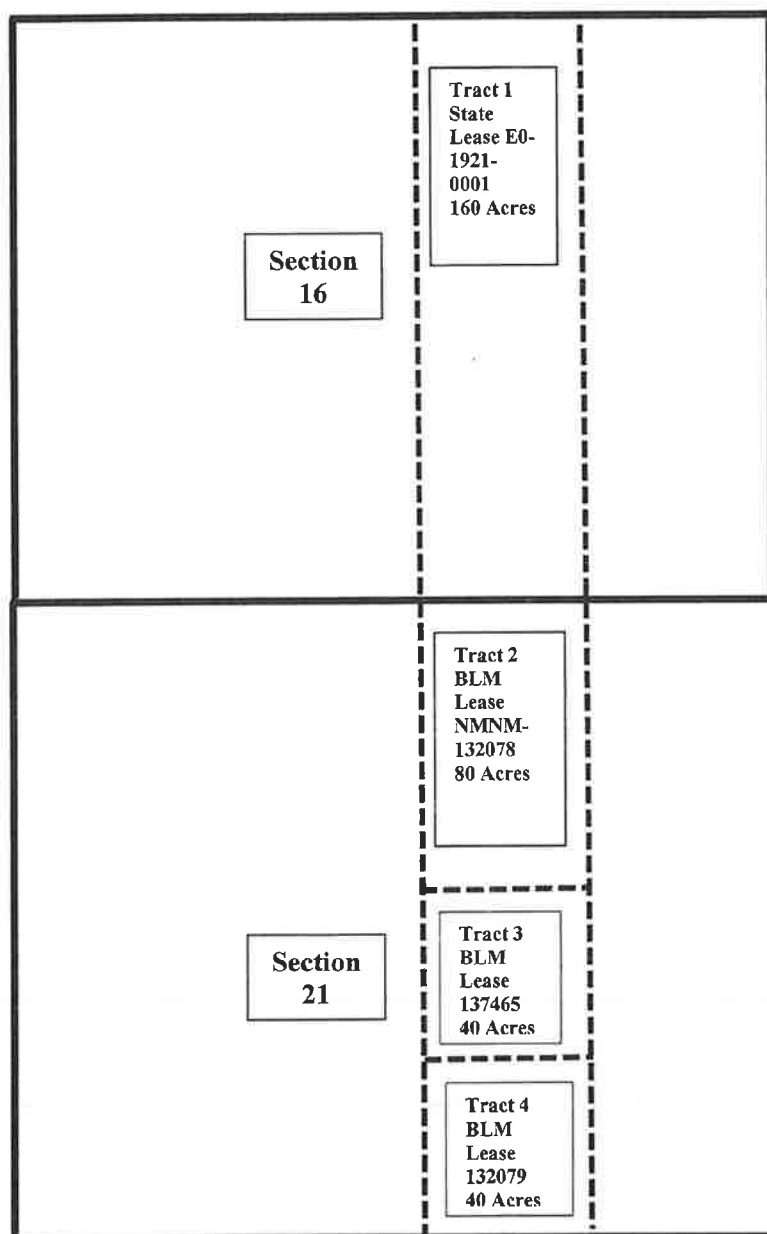 Tract 1
State
Lease E0-
1921-
0001
160 Acres
Section
16
Tract 2
BLM
Lease
NMNM-
132078
80 Acres
Tract 3
BLM
Lease
137465
40 Acres
Section
21
Tract 4
BLM
Lease
132079
40 Acres